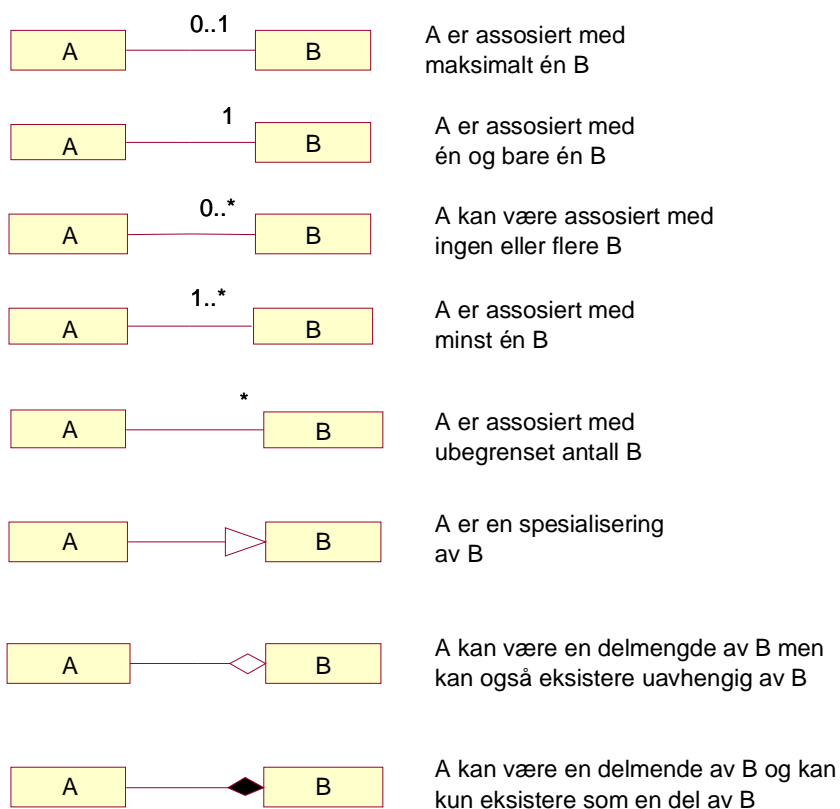 0..1
A
B
A er assosiert med
maksimalt én B
1
A
B
A er assosiert med
én og bare én B
0..*
A
B
A kan være assosiert med
ingen eller flere B
1..*
A
B
A er assosiert med
minst én B
*
A
B
A er assosiert med
ubegrenset antall B
A
B
A er en spesialisering
av B
A
B
A kan være en delmengde av B men
kan også eksistere uavhengig av B
A
B
A kan være en delmende av B og kan
kun eksistere som en del av B